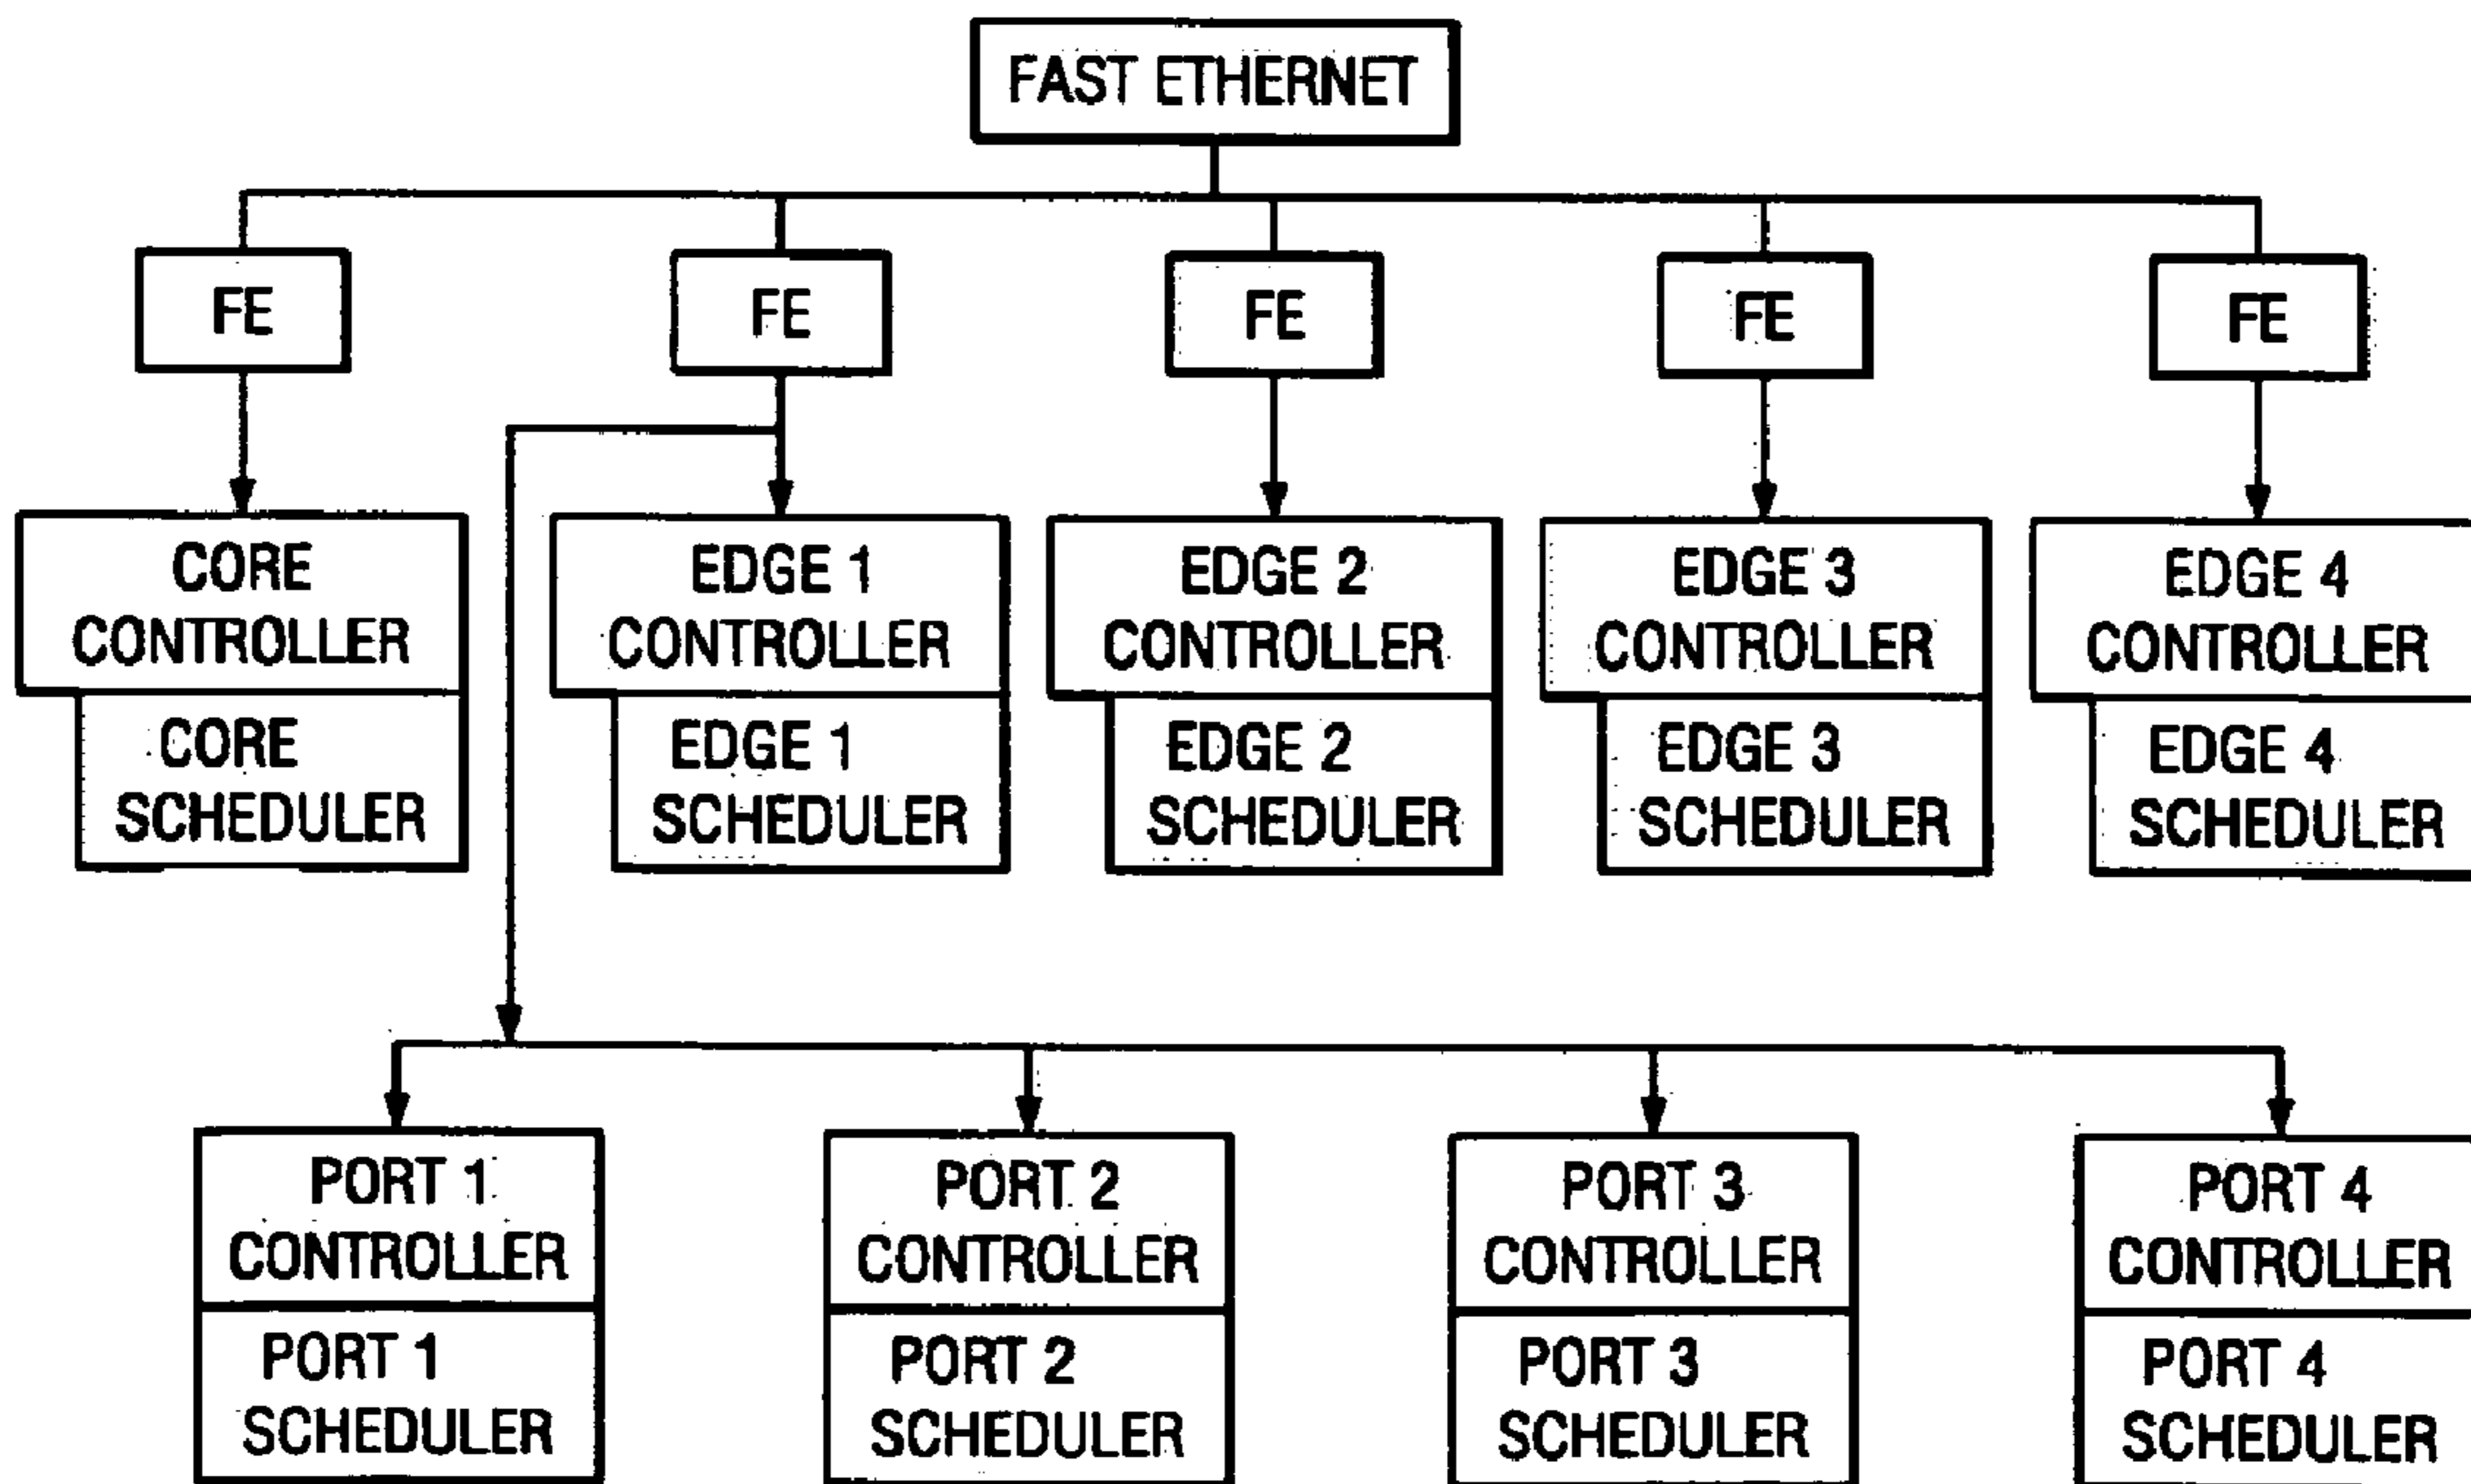 FAST ETHERNET
FE
FE
FE
FE
FE
CORE
CONTROLLER
CORE
SCHEDULER
EDGE 1
CONTROLLER
EDGE 1
SCHEDULER
EDGE 2
CONTROLLER
EDGE 2
SCHEDULER
EDGE 3
CONTROLLER
EDGE 3
SCHEDULER
EDGE 4
CONTROLLER
EDGE 4
SCHEDULER
PORT 1
CONTROLLER
PORT 1
SCHEDULER
PORT 2
CONTROLLER
PORT 2
SCHEDULER
PORT 3
CONTROLLER
PORT 3
SCHEDULER
PORT 4
CONTROLLER
PORT 4
SCHEDULER